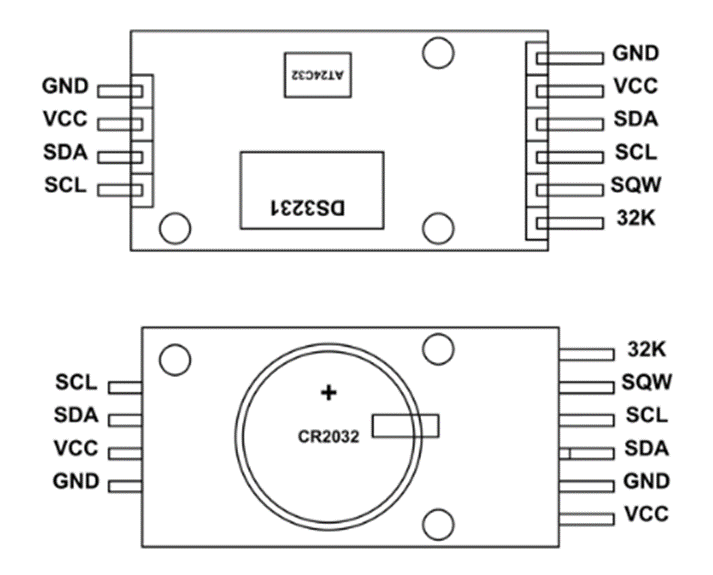 GND
VCC
SDA
SCL
AT24C32
DS3231
GND
VCC
SDA
SCL
SQW
32K
SCL
SDA
VCC
GND
+
CR2032
32K
SQW
SCL
SDA
GND
VCC